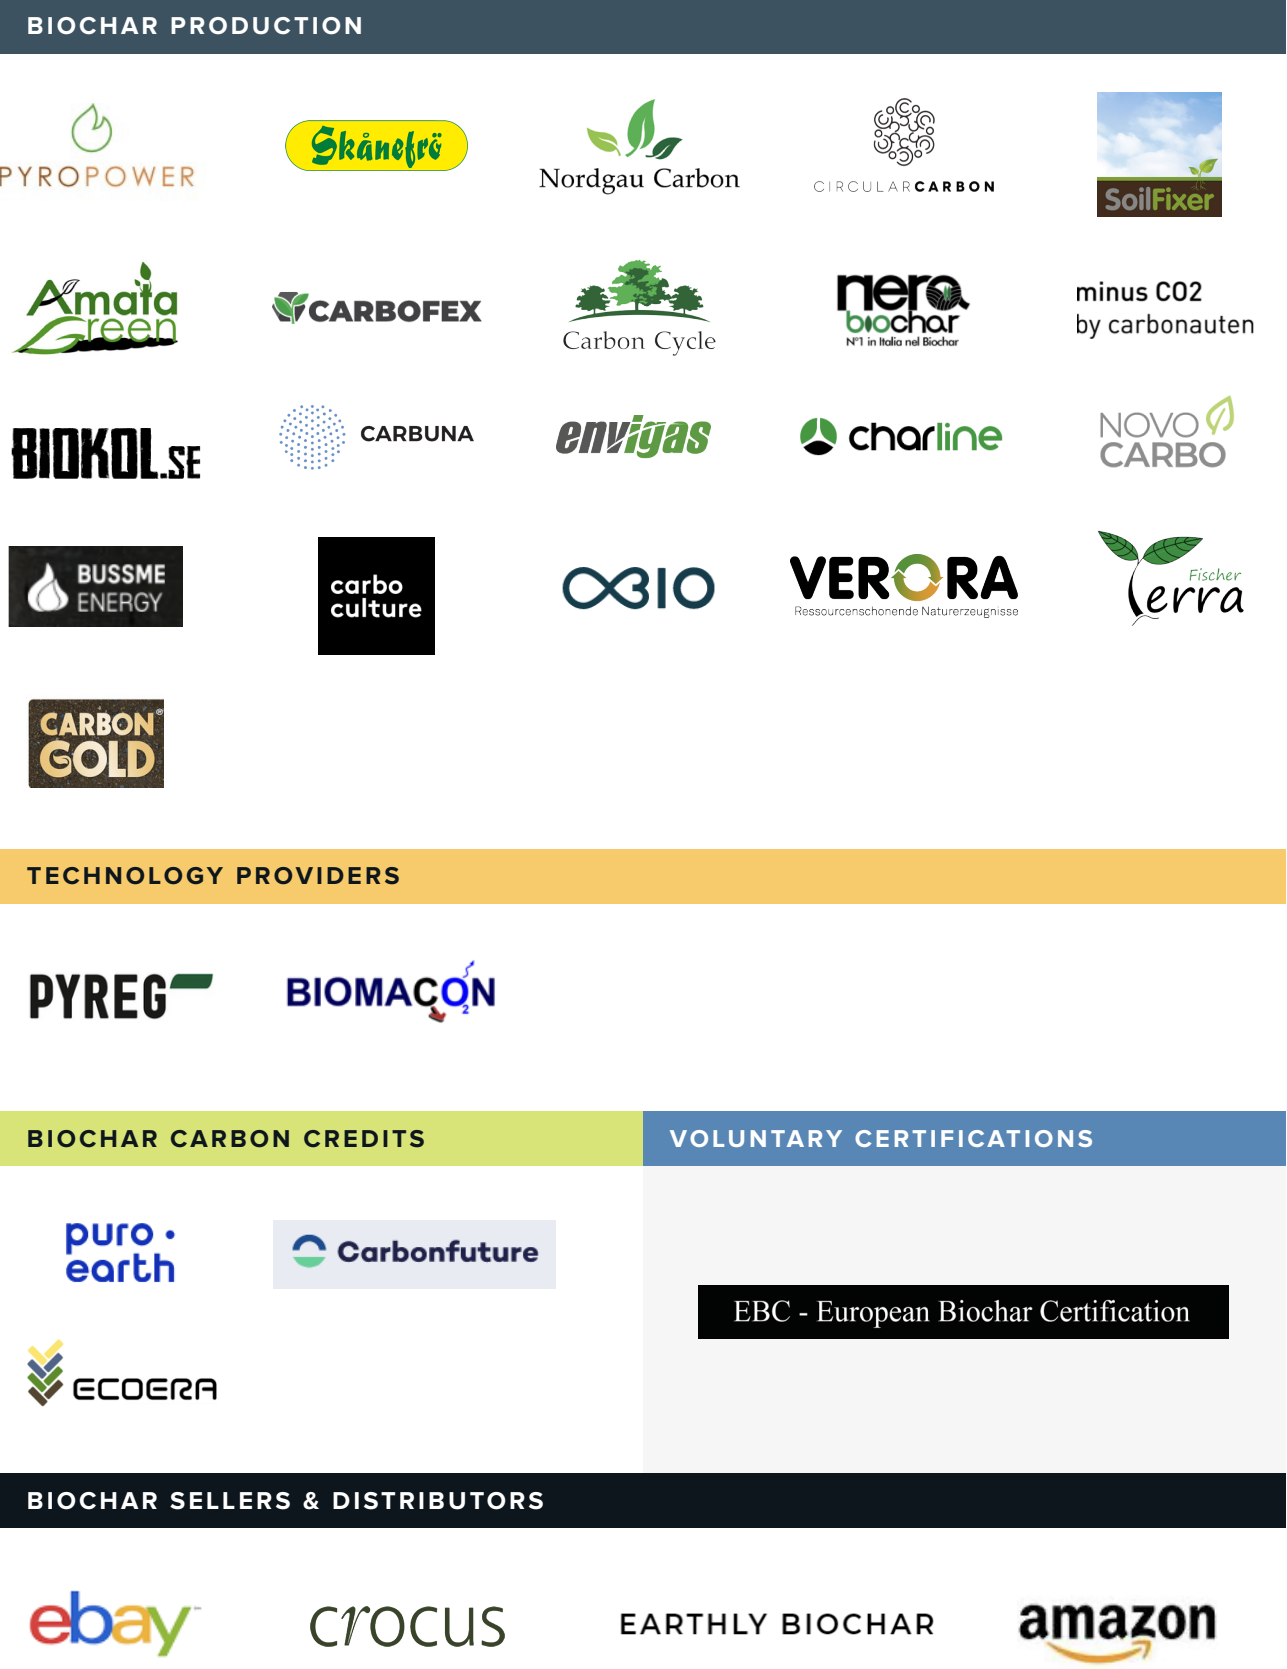 BIOCHAR PRODUCTION
PYROPOWER
Skånefrö
Nordgau Carbon
CIRCULARCARBON
SoilFixer
Amata
Green
CARBOFEX
Carbon Cycle
nera
biochar
N°1 in Italia nel Biochar
minus CO2
by carbonauten
BIOKOL.SE
CARBUNA
envigas
charline
NOVO
CARBO
BUSSME
ENERGY
carbo
culture
BIO
VERORA
Ressourcenschonende Naturerzeugnisse
Fischer
Terra
CARBON®
GOLD
TECHNOLOGY PROVIDERS
PYREG
BIOMACON
2
BIOCHAR CARBON CREDITS
VOLUNTARY CERTIFICATIONS
puro·
earth
Carbonfuture
EBC - European Biochar Certification
ECOERA
BIOCHAR SELLERS & DISTRIBUTORS
ebay
crocus
EARTHLY BIOCHAR
amazon